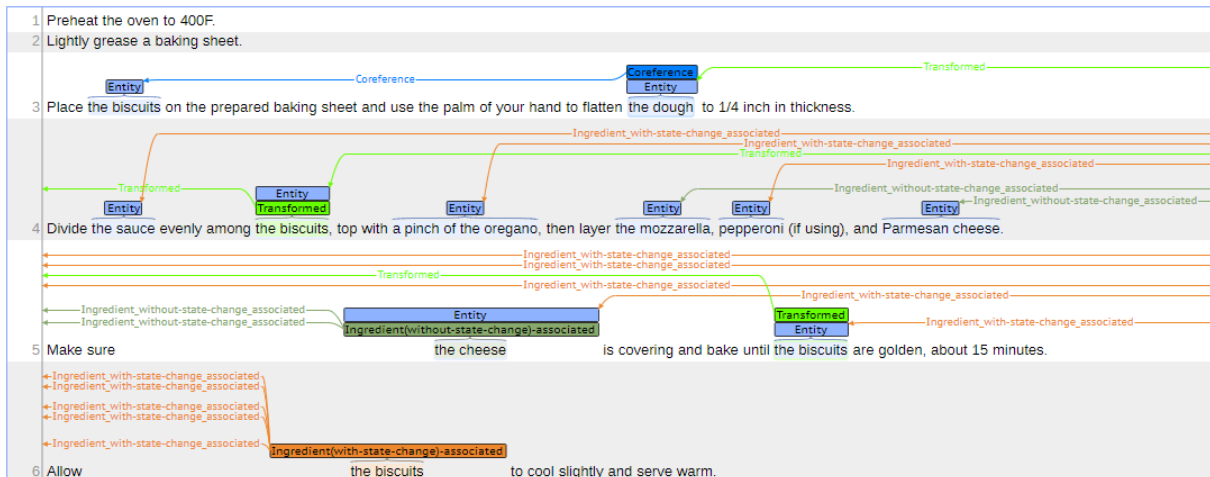 1 Preheat the oven to 400F.
2 Lightly grease a baking sheet.
Coreference Transformed
Entity Coreference
Entity
3 Place the biscuits on the prepared baking sheet and use the palm of your hand to flatten the dough to 1/4 inch in thickness.
Ingredient_with-state-change_associated
Ingredient_with-state-change_associated
Transformed
Ingredient_with-state-change_associated
Transformed Entity Ingredient_without-state-change_associated
Entity Transformed Entity Entity Entity Entity Ingredient_without-state-change_associated
4 Divide the sauce evenly among the biscuits, top with a pinch of the oregano, then layer the mozzarella, pepperoni (if using), and Parmesan cheese.
Ingredient_with-state-change_associated
Ingredient_with-state-change_associated
Transformed
Ingredient_with-state-change_associated
Ingredient_with-state-change_associated
Ingredient_without-state-change_associated Entity Transformed
Ingredient_without-state-change_associated Ingredient(without-state-change)-associated Entity Ingredient_with-state-change_associated
5 Make sure the cheese is covering and bake until the biscuits are golden, about 15 minutes.
Ingredient_with-state-change_associated
Ingredient_with-state-change_associated
Ingredient_with-state-change_associated
Ingredient_with-state-change_associated
Ingredient_with-state-change_associated Ingredient(with-state-change)-associated
6 Allow the biscuits to cool slightly and serve warm.